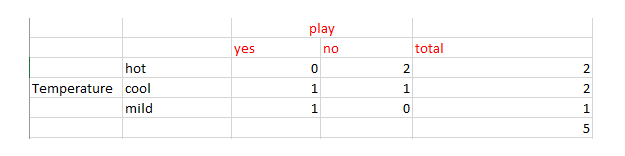 play
yes no total
hot 0 2 2
Temperature cool 1 1 2
mild 1 0 1
5